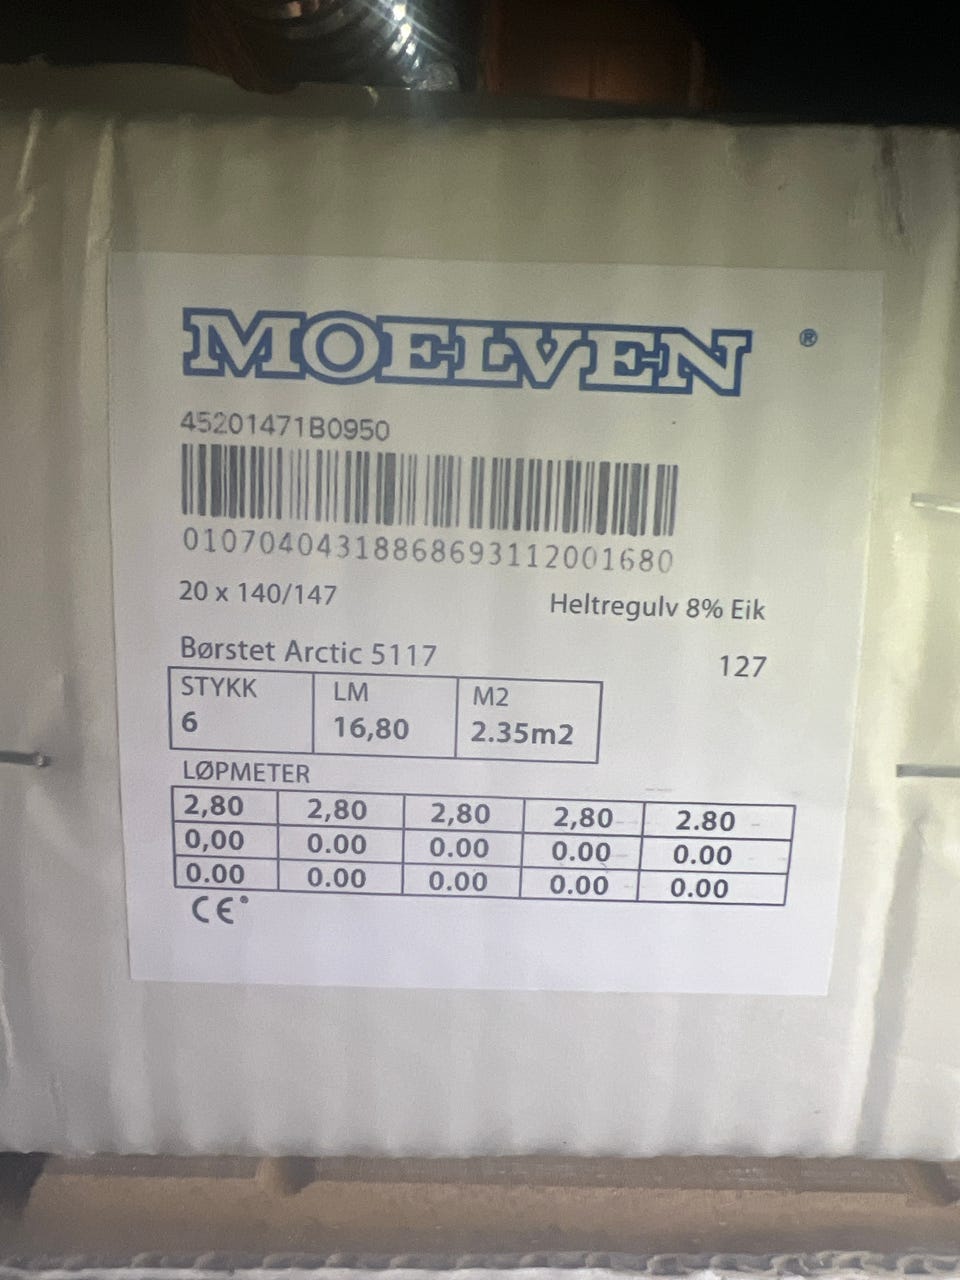 MOELVEN ®
45201471B0950
01070404318868693112001680
20 x 140/147 Heltregulv 8% Eik
Børstet Arctic 5117 127
STYKK LM M2
6 16,80 2.35m2
LØPMETER
2,80 2,80 2,80 2,80 2.80
0,00 0.00 0.00 0.00 0.00
0.00 0.00 0.00 0.00 0.00
CE